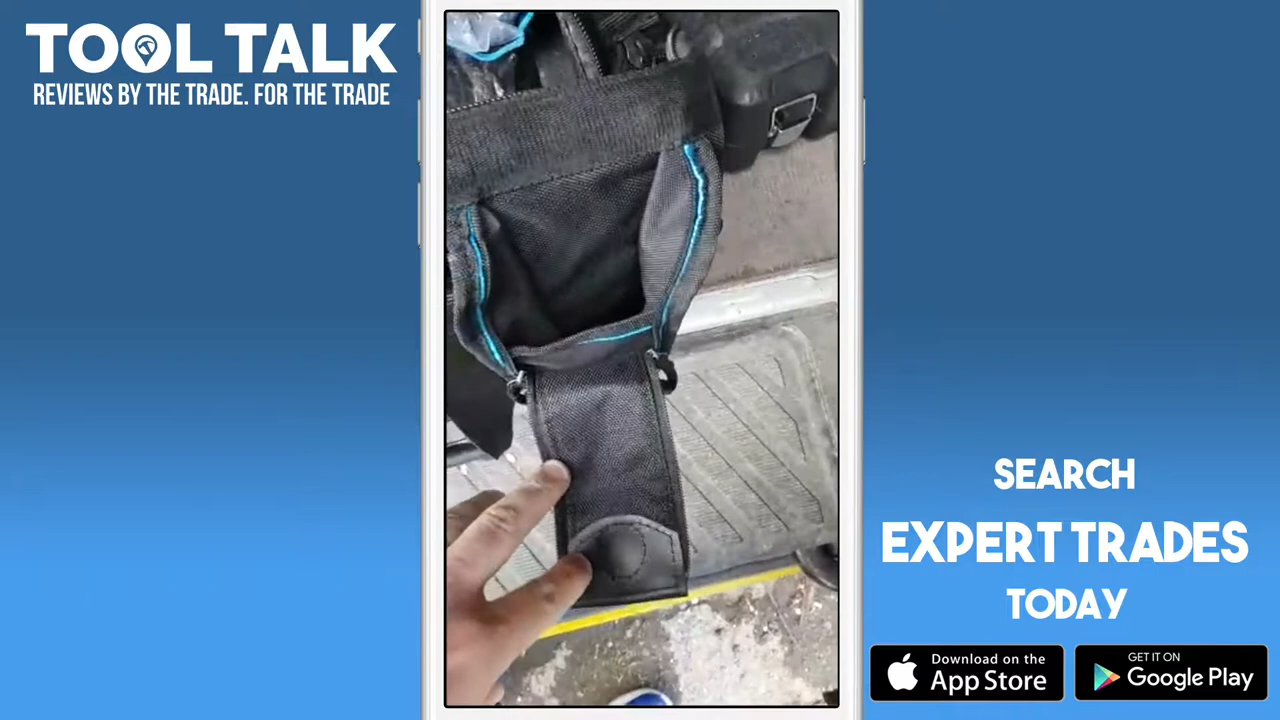 TOOL TALK
REVIEWS BY THE TRADE. FOR THE TRADE
SEARCH
EXPERT TRADES
TODAY
Download on the
App Store
GET IT ON
Google Play